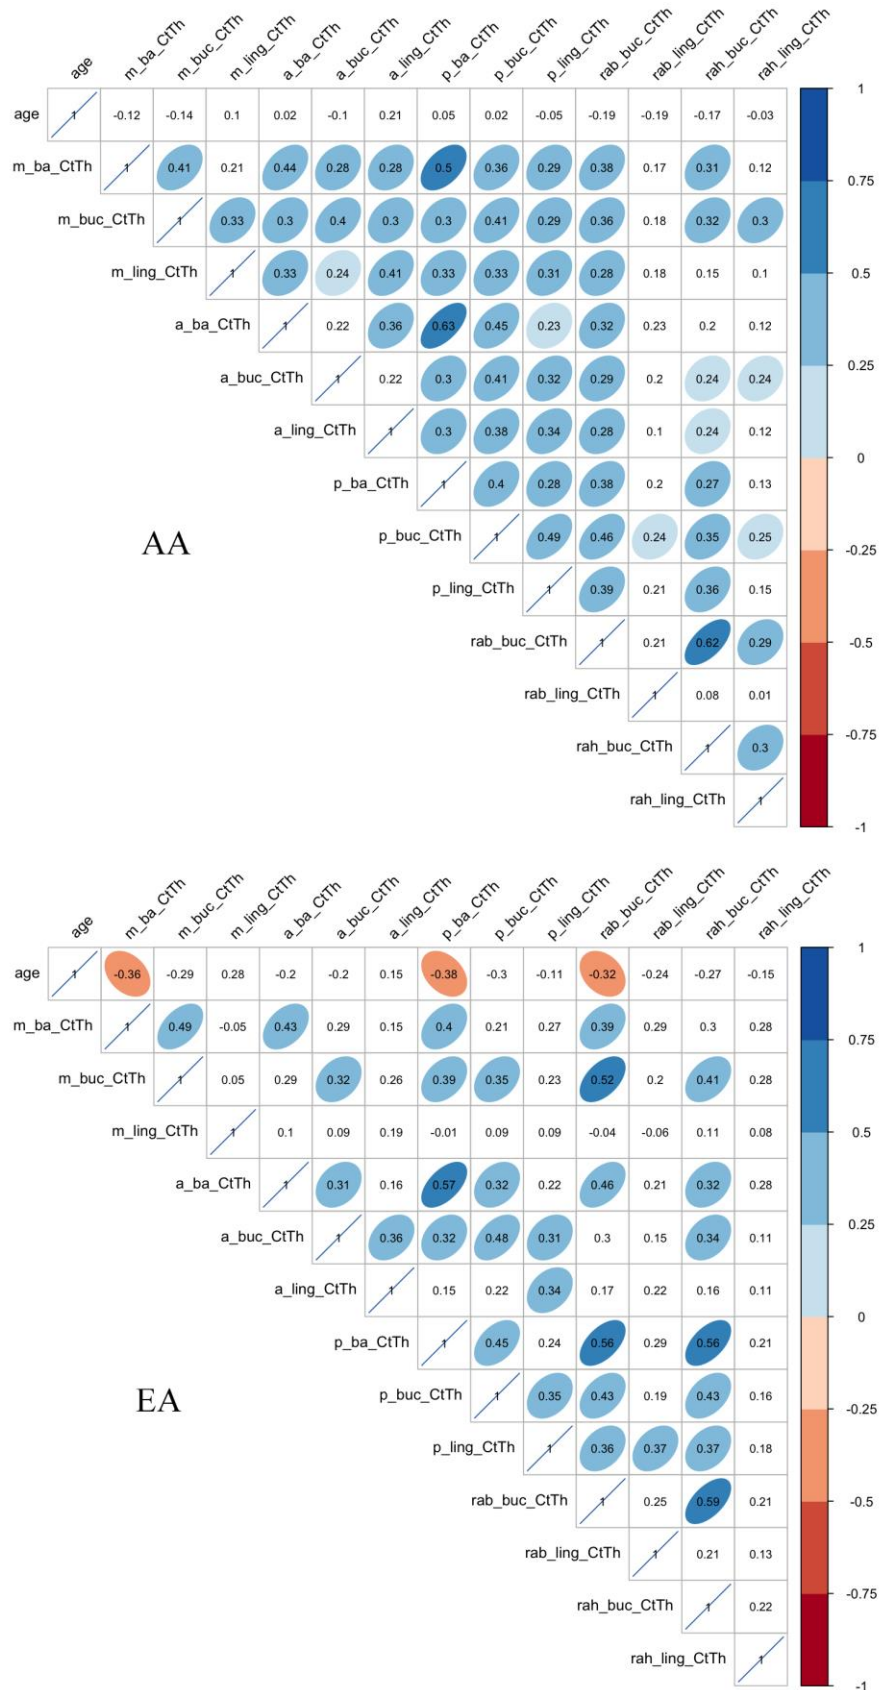 age m_ba_CtTh m_buc_CtTh m_ling_CtTh a_ba_CtTh a_buc_CtTh a_ling_CtTh p_ba_CtTh p_buc_CtTh p_ling_CtTh rab_buc_CtTh rab_ling_CtTh rah_buc_CtTh rah_ling_CtTh
1
age 1 -0.12 -0.14 0.1 0.02 -0.1 0.21 0.05 0.02 -0.05 -0.19 -0.19 -0.17 -0.03
m_ba_CtTh 1 0.41 0.21 0.44 0.28 0.28 0.5 0.36 0.29 0.38 0.17 0.31 0.12
0.75
m_buc_CtTh 1 0.33 0.3 0.4 0.3 0.3 0.41 0.29 0.36 0.18 0.32 0.3
m_ling_CtTh 1 0.33 0.24 0.41 0.33 0.33 0.31 0.28 0.18 0.15 0.1
0.5
a_ba_CtTh 1 0.22 0.36 0.63 0.45 0.23 0.32 0.23 0.2 0.12
0.25
a_buc_CtTh 1 0.22 0.3 0.41 0.32 0.29 0.2 0.24 0.24
a_ling_CtTh 1 0.3 0.38 0.34 0.28 0.1 0.24 0.12
0
p_ba_CtTh 1 0.4 0.28 0.38 0.2 0.27 0.13
AA
p_buc_CtTh 1 0.49 0.46 0.24 0.35 0.25
-0.25
p_ling_CtTh 1 0.39 0.21 0.36 0.15
rab_buc_CtTh 1 0.21 0.62 0.29
-0.5
rab_ling_CtTh 1 0.08 0.01
-0.75
rah_buc_CtTh 1 0.3
rah_ling_CtTh 1
-1
age m_ba_CtTh m_buc_CtTh m_ling_CtTh a_ba_CtTh a_buc_CtTh a_ling_CtTh p_ba_CtTh p_buc_CtTh p_ling_CtTh rab_buc_CtTh rab_ling_CtTh rah_buc_CtTh rah_ling_CtTh
1
age 1 -0.36 -0.29 0.28 -0.2 -0.2 0.15 -0.38 -0.3 -0.11 -0.32 -0.24 -0.27 -0.15
m_ba_CtTh 1 0.49 -0.05 0.43 0.29 0.15 0.4 0.21 0.27 0.39 0.29 0.3 0.28
0.75
m_buc_CtTh 1 0.05 0.29 0.32 0.26 0.39 0.35 0.23 0.52 0.2 0.41 0.28
m_ling_CtTh 1 0.1 0.09 0.19 -0.01 0.09 0.09 -0.04 -0.06 0.11 0.08
0.5
a_ba_CtTh 1 0.31 0.16 0.57 0.32 0.22 0.46 0.21 0.32 0.28
0.25
a_buc_CtTh 1 0.36 0.32 0.48 0.31 0.3 0.15 0.34 0.11
a_ling_CtTh 1 0.15 0.22 0.34 0.17 0.22 0.16 0.11
0
p_ba_CtTh 1 0.45 0.24 0.56 0.29 0.56 0.21
EA
p_buc_CtTh 1 0.35 0.43 0.19 0.43 0.16
-0.25
p_ling_CtTh 1 0.36 0.37 0.37 0.18
rab_buc_CtTh 1 0.25 0.59 0.21
-0.5
rab_ling_CtTh 1 0.21 0.13
-0.75
rah_buc_CtTh 1 0.22
rah_ling_CtTh 1
-1